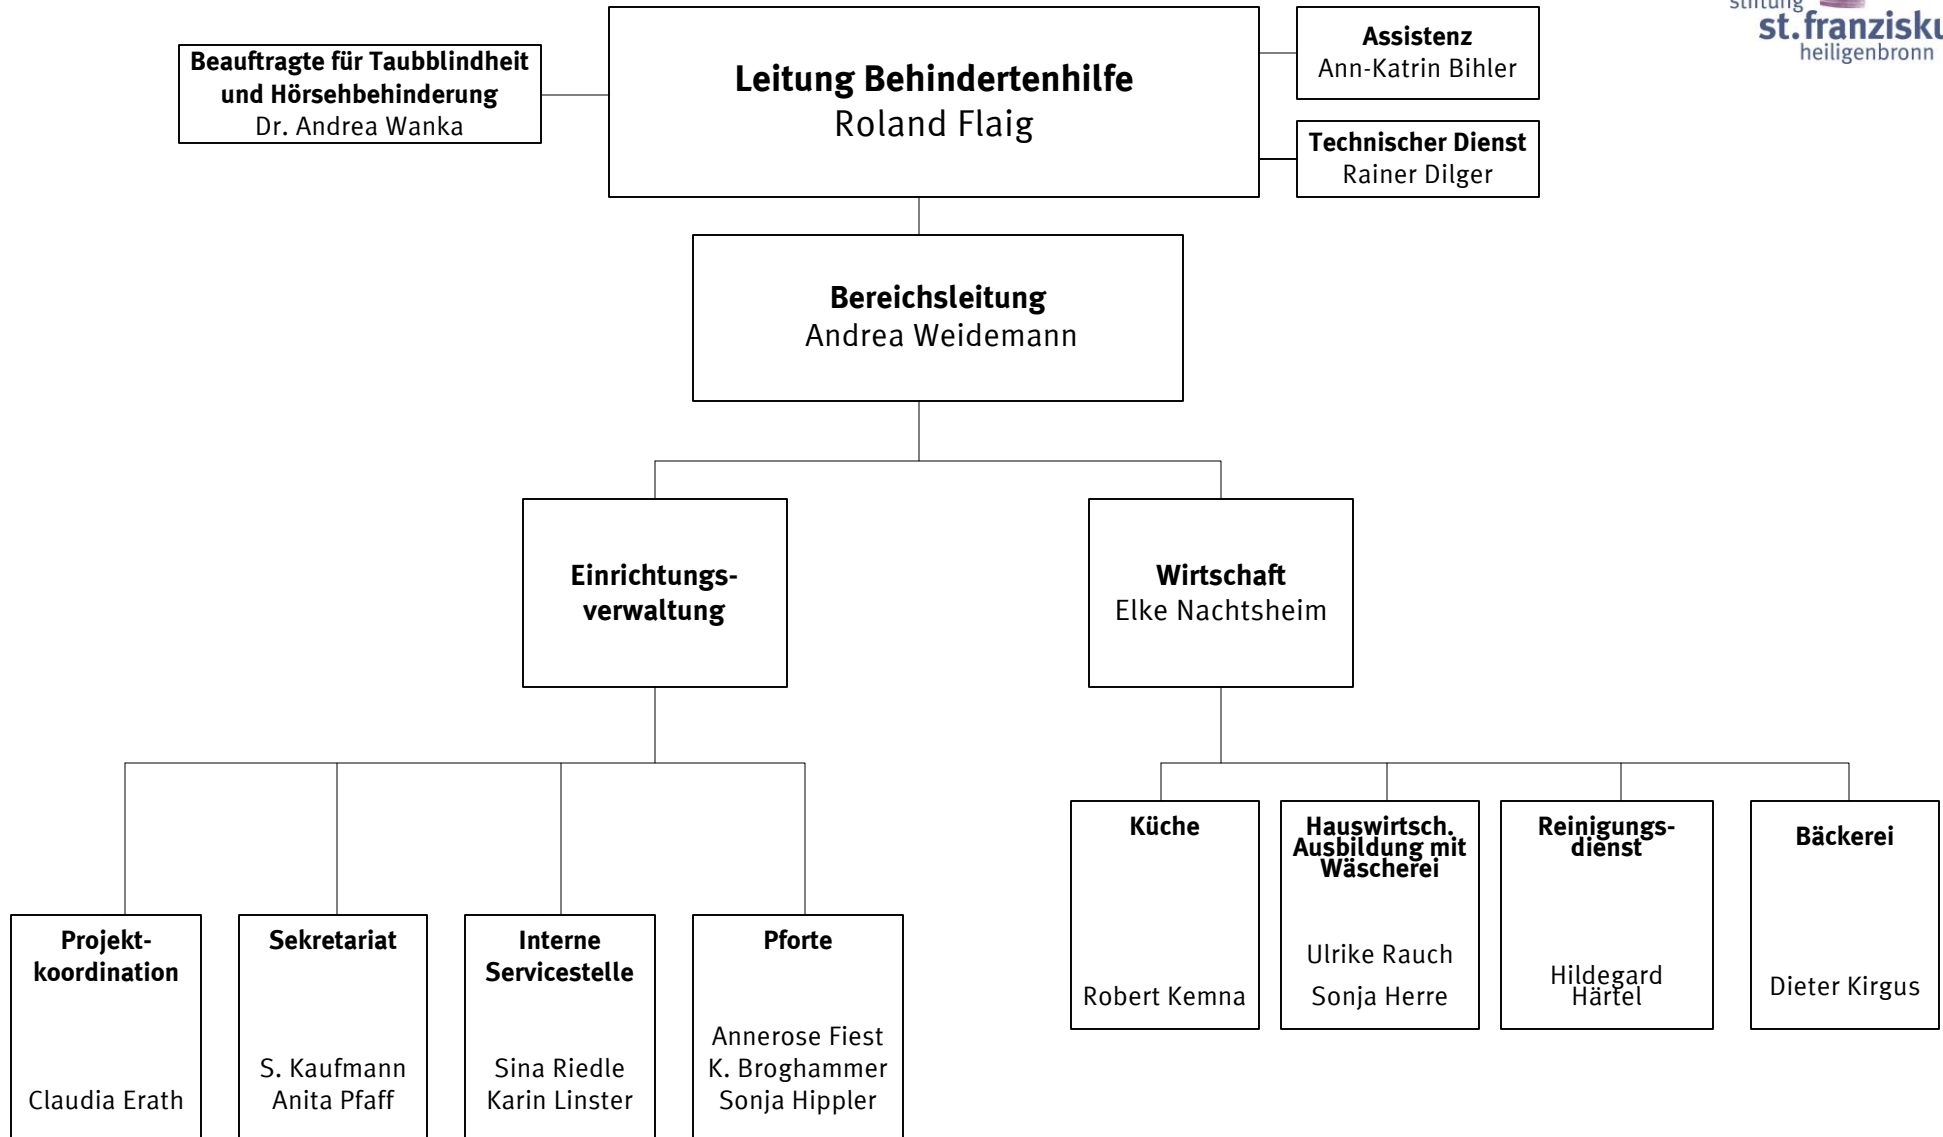 stiftung
st.franzisku
heiligenbronn
Beauftragte für Taubblindheit
und Hörsehbehinderung
Dr. Andrea Wanka
Leitung Behindertenhilfe
Roland Flaig
Assistenz
Ann-Katrin Bihler
Technischer Dienst
Rainer Dilger
Bereichsleitung
Andrea Weidemann
Einrichtungs-
verwaltung
Wirtschaft
Elke Nachtsheim
Projekt-
koordination
Claudia Erath
Sekretariat
S. Kaufmann
Anita Pfaff
Interne
Servicestelle
Sina Riedle
Karin Linster
Pforte
Annerose Fiest
K. Broghammer
Sonja Hippler
Küche
Robert Kemna
Hauswirtsch.
Ausbildung mit
Wäscherei
Ulrike Rauch
Sonja Herre
Reinigungs-
dienst
Hildegard
Härtel
Bäckerei
Dieter Kirgus